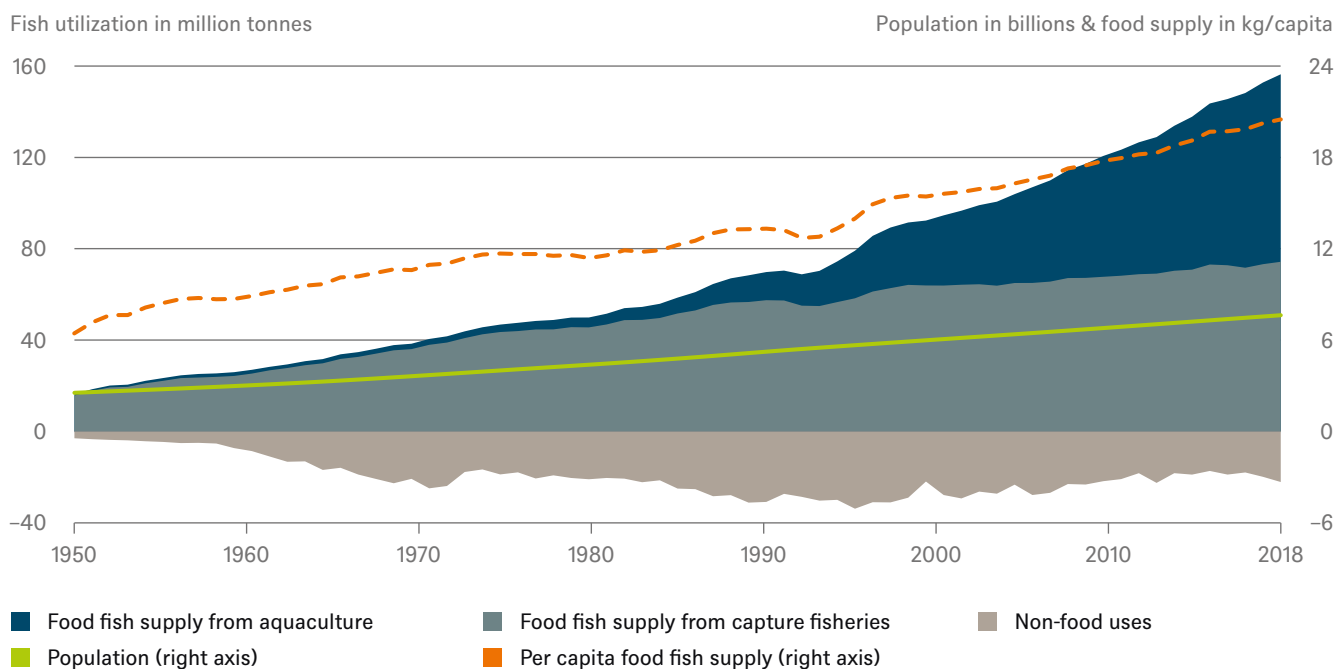 Fish utilization in million tonnes
Population in billions & food supply in kg/capita
160
24
120
18
80
12
40
6
0
0
−40
−6
1950
1960
1970
1980
1990
2000
2010
2018
Food fish supply from aquaculture
Food fish supply from capture fisheries
Non-food uses
Population (right axis)
Per capita food fish supply (right axis)